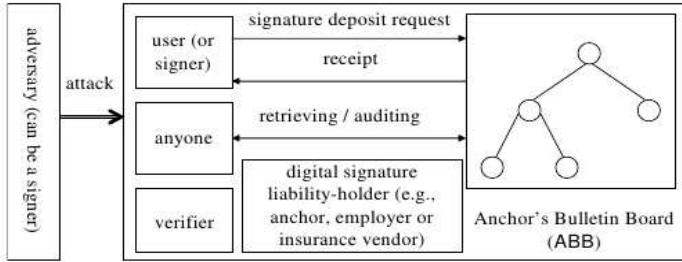 adversary (can be a
signer)
attack
user (or
signer)
signature deposit request
receipt
anyone
retrieving / auditing
verifier
digital signature
liability-holder (e.g.,
anchor, employer or
insurance vendor)
Anchor's Bulletin Board
(ABB)